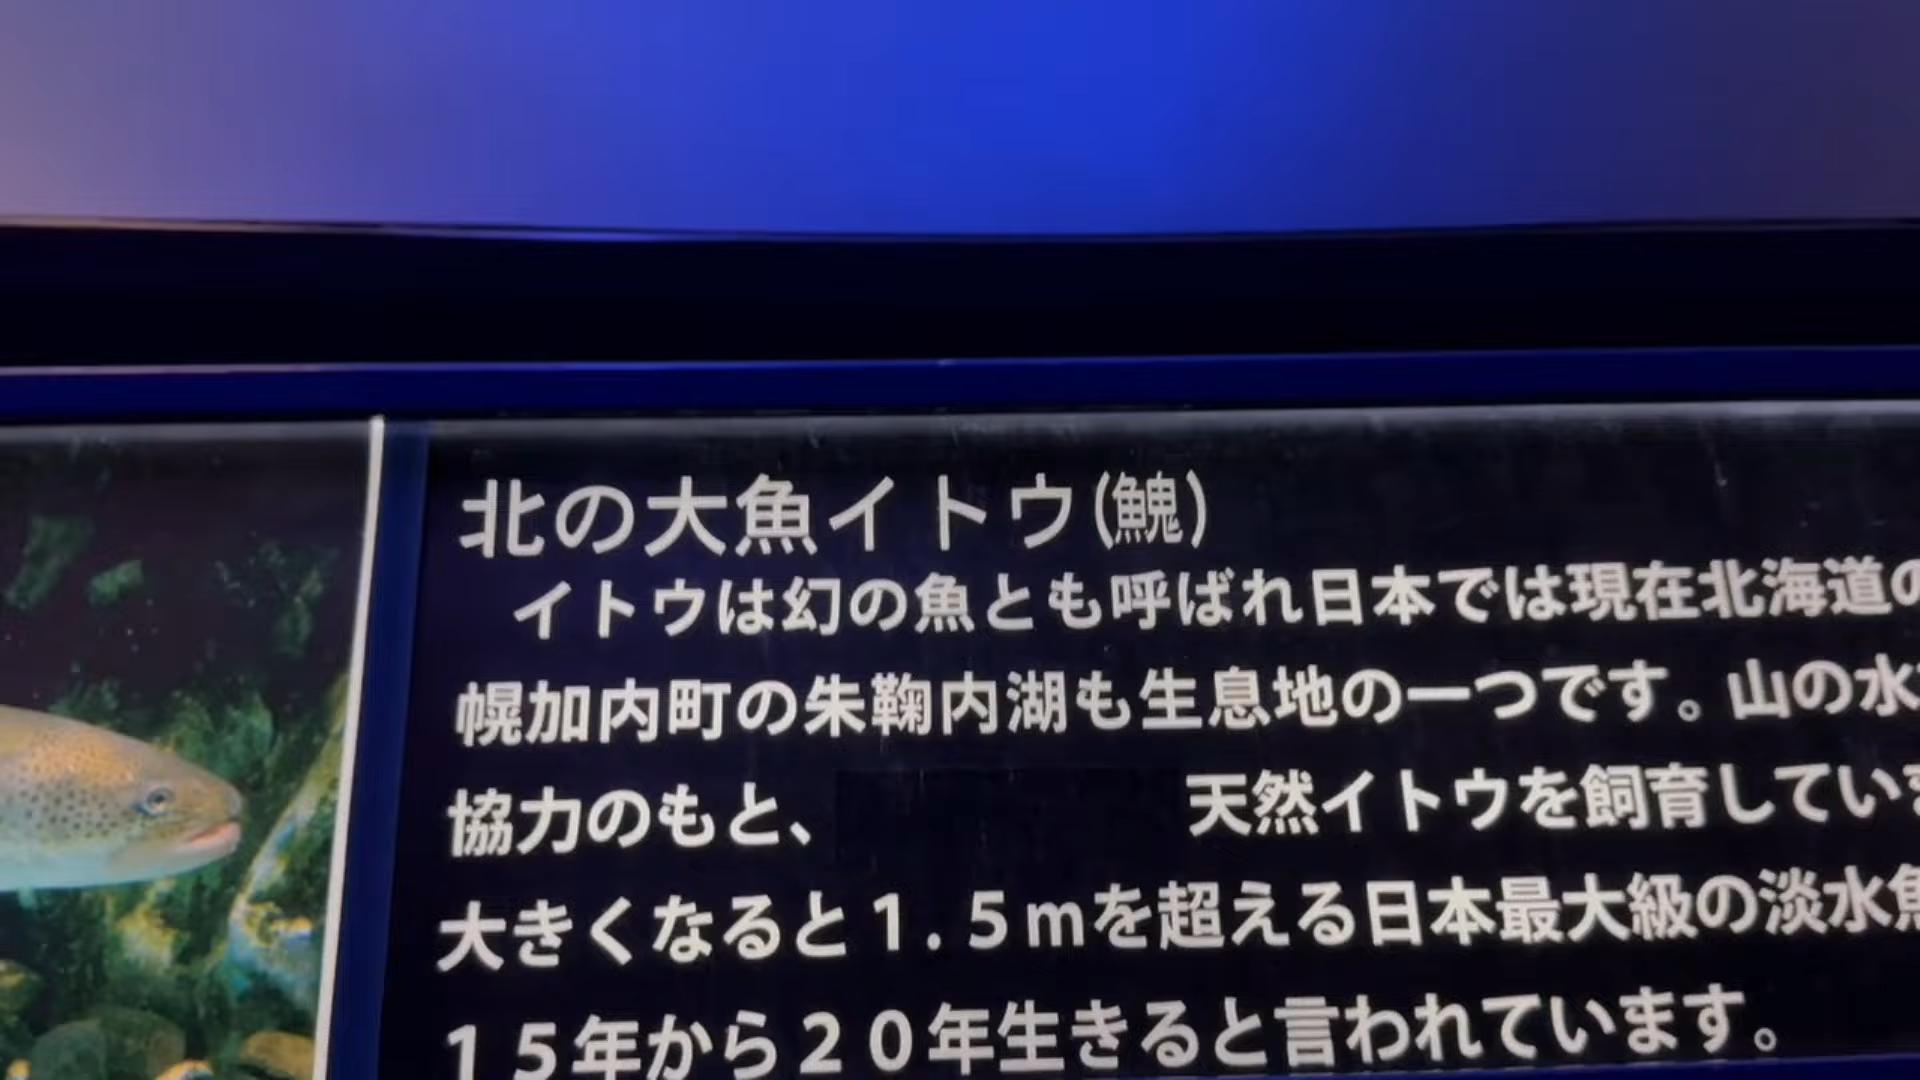 北の大魚イトウ(鮸)
イトウは幻の魚とも呼ばれ日本では現在北海道の
幌加内町の朱鞠内湖も生息地の一つです。山の水
協力のもと、 天然イトウを飼育していま
大きくなると1.5mを超える日本最大級の淡水魚
15年から20年生きると言われています。